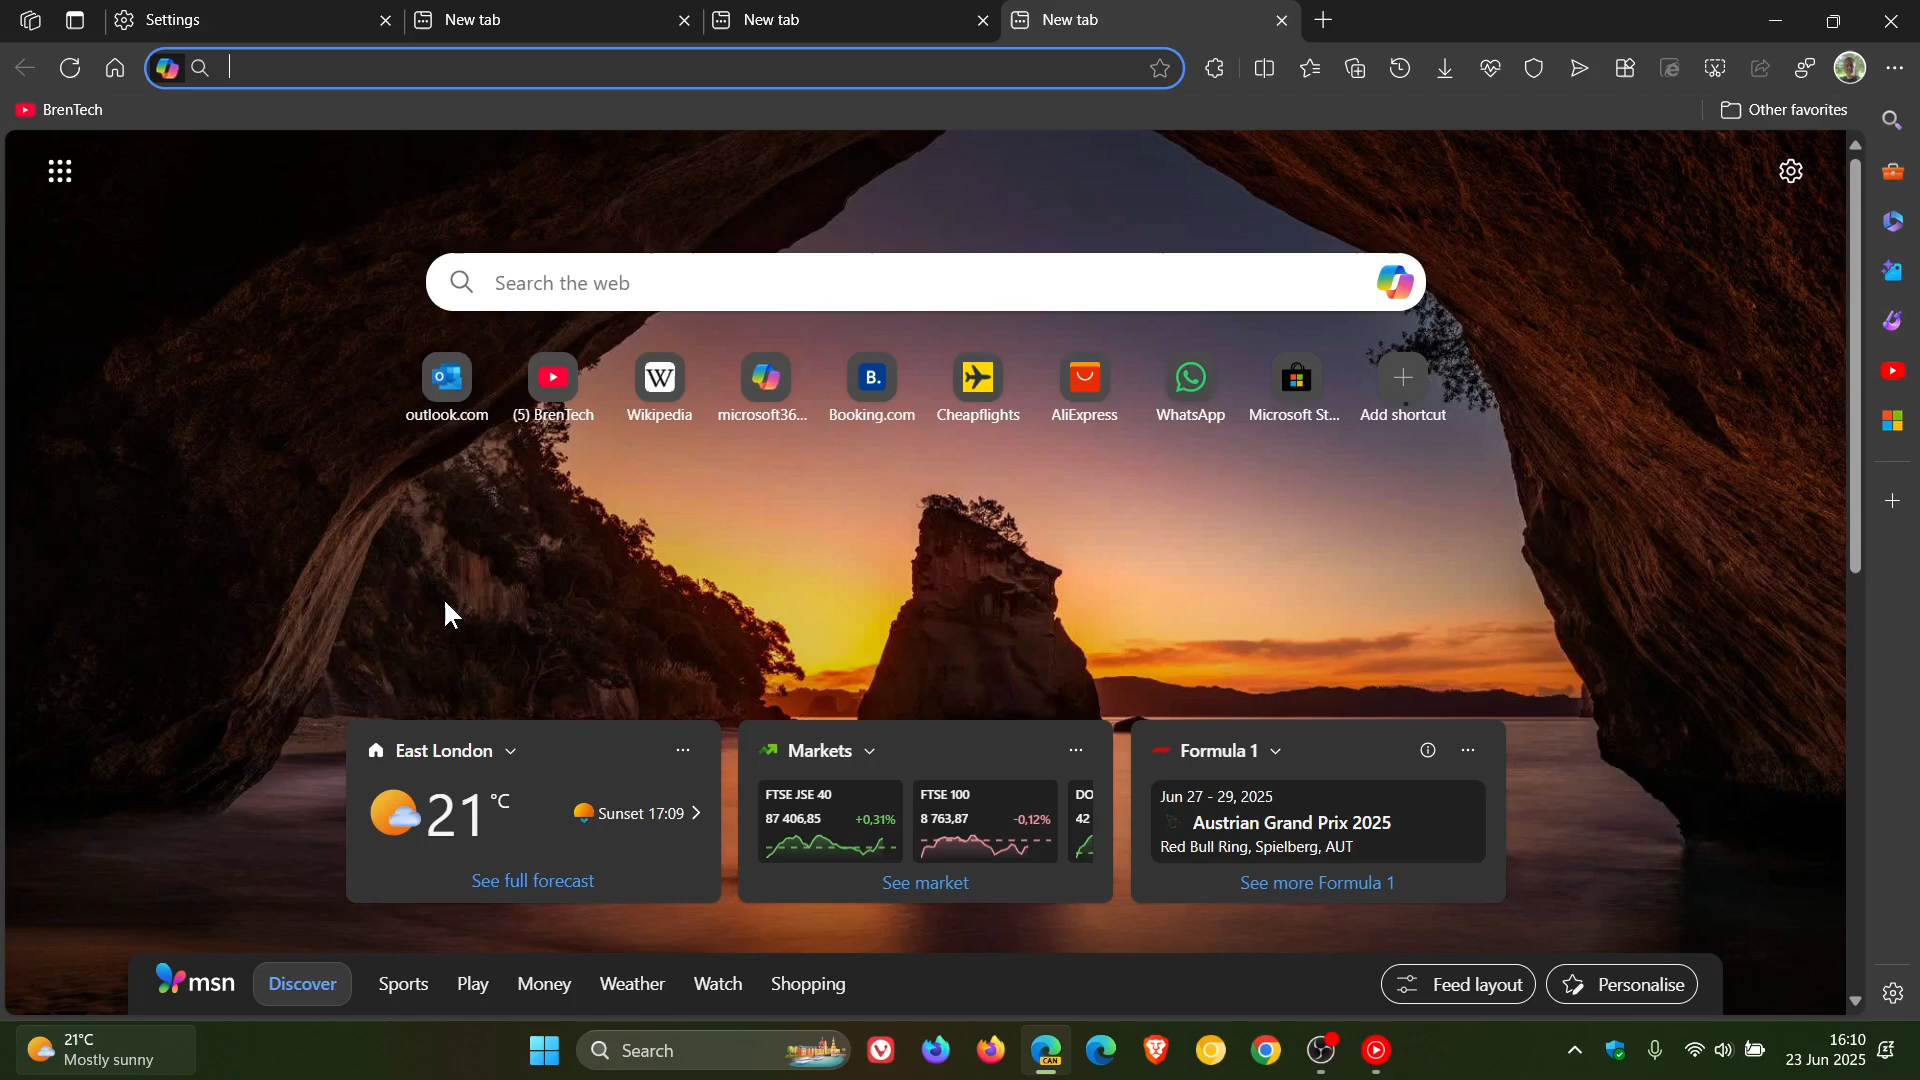 Settings
New tab
New tab
New tab
BrenTech
Other favorites
Search the web
outlook.com
(5) BrenTech
Wikipedia
microsoft36...
Booking.com
Cheapflights
AliExpress
WhatsApp
Microsoft St...
Add shortcut
East London
21 °C
Sunset 17:09
See full forecast
Markets
FTSE JSE 40
87 406,85 +0,31%
FTSE 100
8 763,87 -0,12%
DO
42
See market
Formula 1
Jun 27 - 29, 2025
Austrian Grand Prix 2025
Red Bull Ring, Spielberg, AUT
See more Formula 1
msn
Discover
Sports
Play
Money
Weather
Watch
Shopping
Feed layout
Personalise
21°C
Mostly sunny
Search
CAN
16:10
23 Jun 2025